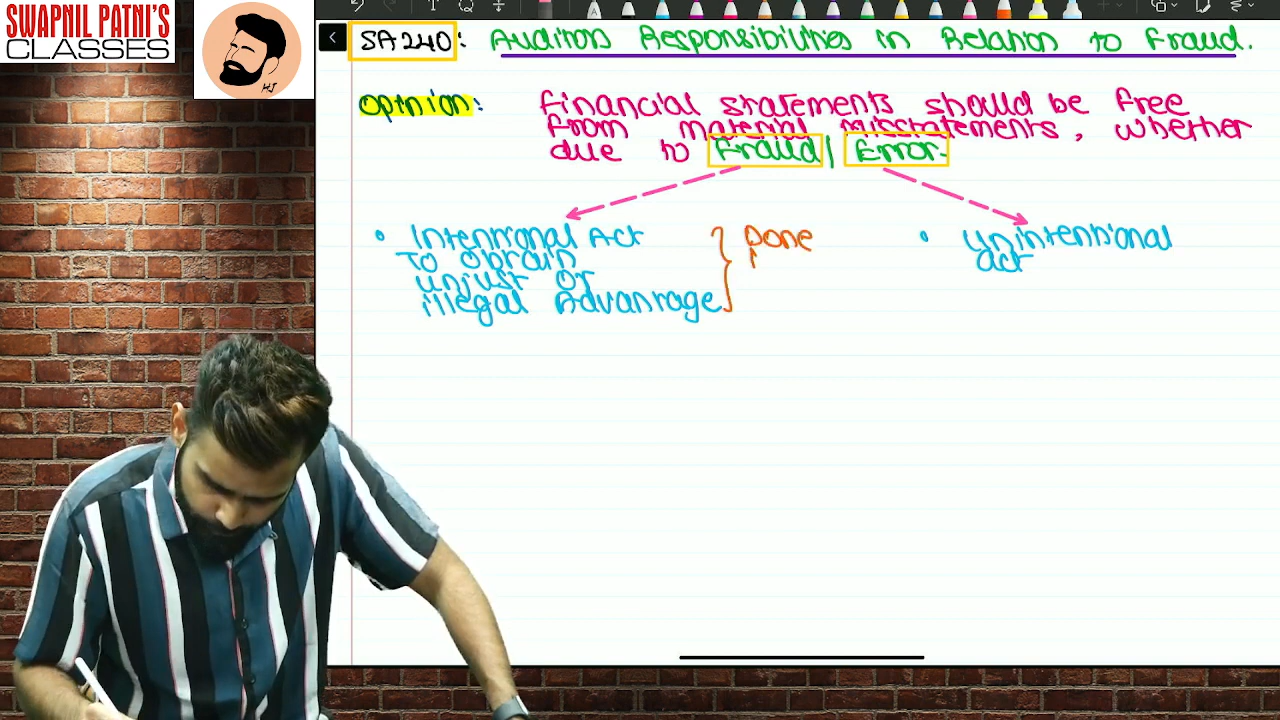 SWAPNIL PATNI'S
CLASSES
HJ
SA 240: Auditors Responsibilities in Relation to Fraud.
Opinion: Financial statements should be free
from material misstatements, whether
due to Fraud/ Error.
• Intentional Act
To obtain
unjust or
illegal Advantage
Done
• Unintentional
act